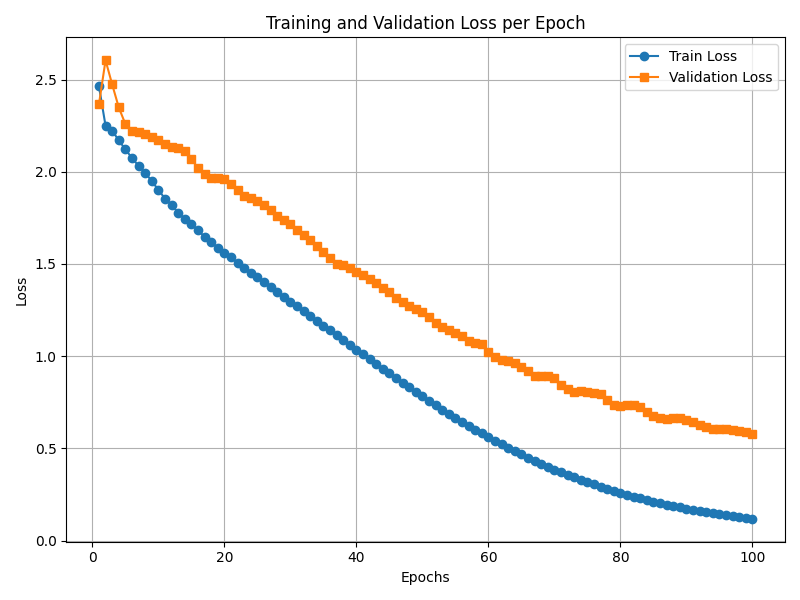 Training and Validation Loss per Epoch
Train Loss
Validation Loss
2.5
2.0
1.5
1.0
0.5
0.0
Loss
0 20 40 60 80 100
Epochs